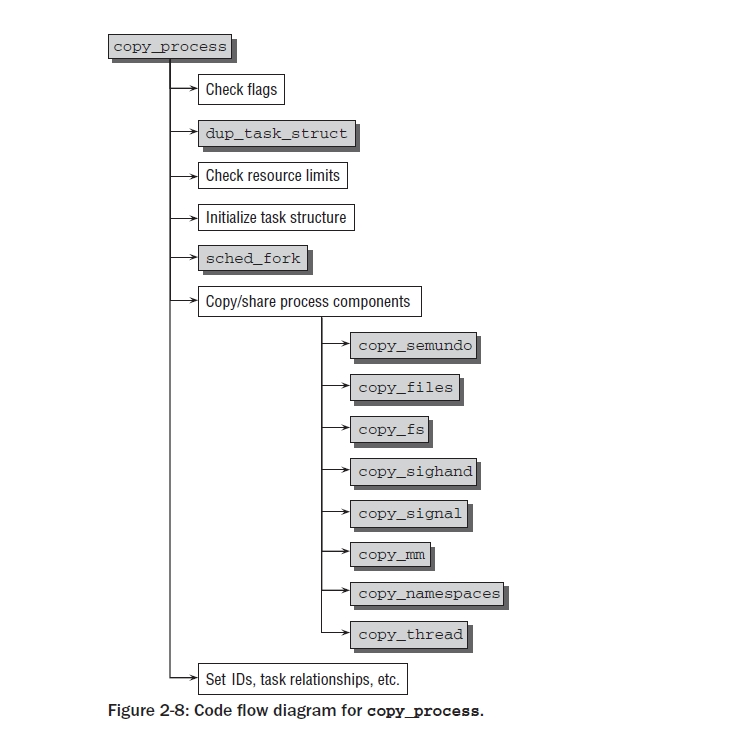 copy_process
Check flags
dup_task_struct
Check resource limits
Initialize task structure
sched_fork
Copy/share process components
copy_semundo
copy_files
copy_fs
copy_sighand
copy_signal
copy_mm
copy_namespaces
copy_thread
Set IDs, task relationships, etc.
Figure 2-8: Code flow diagram for copy_process.